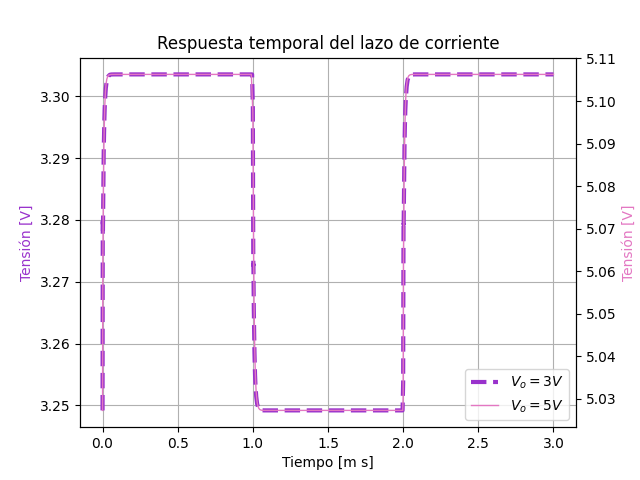 Respuesta temporal del lazo de corriente
Tensión [V]
3.30
3.29
3.28
3.27
3.26
3.25
5.11
5.10
5.09
5.08
5.07
5.06
5.05
5.04
5.03
Tensión [V]
V_o = 3V
V_o = 5V
0.0 0.5 1.0 1.5 2.0 2.5 3.0
Tiempo [m s]